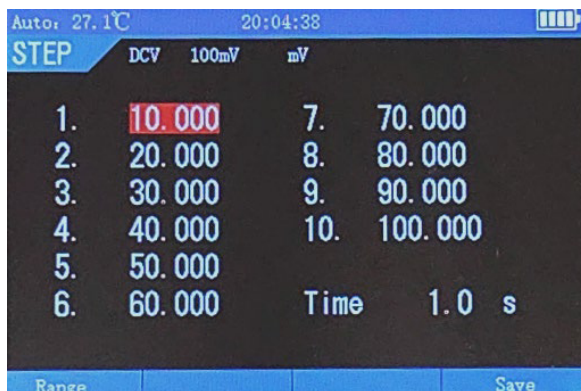 Auto: 27.1℃ 20:04:38
STEP DCV 100mV mV
1. 10.000 7. 70.000
2. 20.000 8. 80.000
3. 30.000 9. 90.000
4. 40.000 10. 100.000
5. 50.000
6. 60.000 Time 1.0 s
Range Save